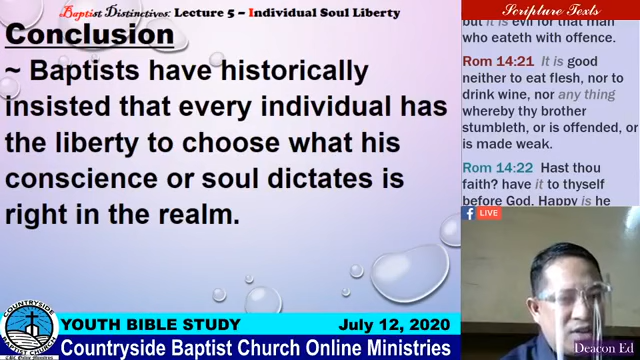 Baptist Distinctives: Lecture 5 – Individual Soul Liberty
Conclusion
~ Baptists have historically
insisted that every individual has
the liberty to choose what his
conscience or soul dictates is
right in the realm.
Scripture Texts
but it is evil for that man
who eateth with offence.
Rom 14:21 It is good
neither to eat flesh, nor to
drink wine, nor any thing
whereby thy brother
stumbleth, or is offended, or
is made weak.
Rom 14:22 Hast thou
faith? have it to thyself
before God. Happy is he
f LIVE
Deacon Ed
COUNTRYSIDE
BAPTIST CHURCH
YOUTH BIBLE STUDY July 12, 2020
Countryside Baptist Church Online Ministries